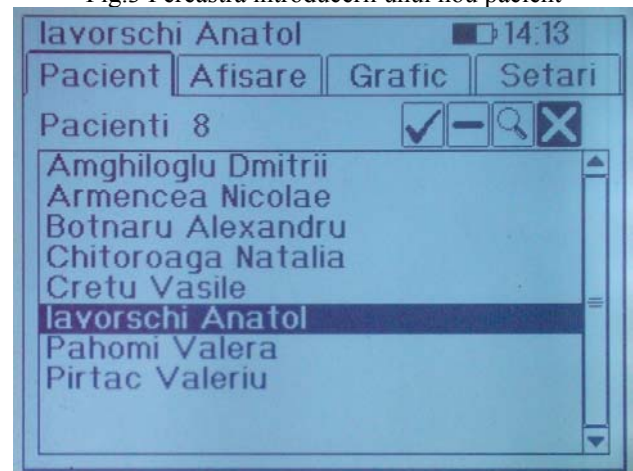 Fig.3 Fereastra introducerii unui nou pacient
Iavorschi Anatol 14:13
Pacient Afisare Grafic Setari
Pacienti 8
Amghiloglu Dmitrii
Armencea Nicolae
Botnaru Alexandru
Chitoroaga Natalia
Cretu Vasile
Iavorschi Anatol
Pahomi Valera
Pirtac Valeriu